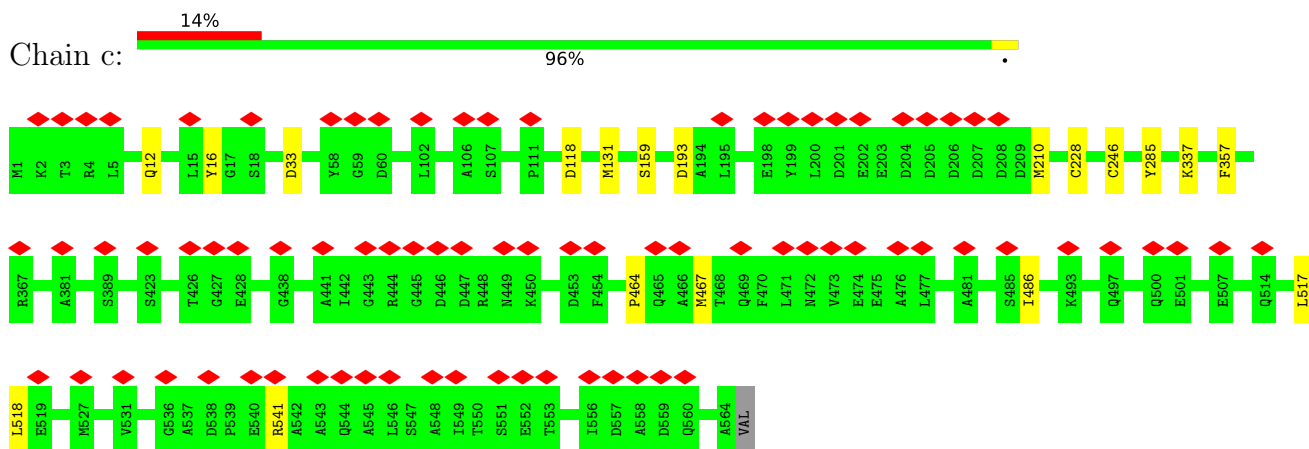 14%
Chain c:
96%
•
M1 K2 T3 R4 L5 Q12 L15 Y16 G17 S18 D33 Y58 G59 D60 L102 A106 S107 P111 D118 M131 S159 D193 A194 L195 E198 Y199 L200 D201 E202 E203 D204 D205 D206 D207 D208 D209 M210 C228 C246 Y285 K337 F357
R367 A381 S389 S423 T426 G427 E428 G438 A441 I442 G443 R444 G445 D446 D447 R448 N449 K450 D453 F454 P464 Q465 A466 M467 T468 Q469 F470 L471 N472 V473 E474 E475 A476 L477 A481 S485 I486 K493 Q497 Q500 E501 E507 Q514 L517
L518 E519 M527 V531 G536 A537 D538 P539 E540 R541 A542 A543 Q544 A545 L546 S547 A548 I549 T550 S551 E552 T553 I556 D557 A558 D559 Q560 A564 VAL